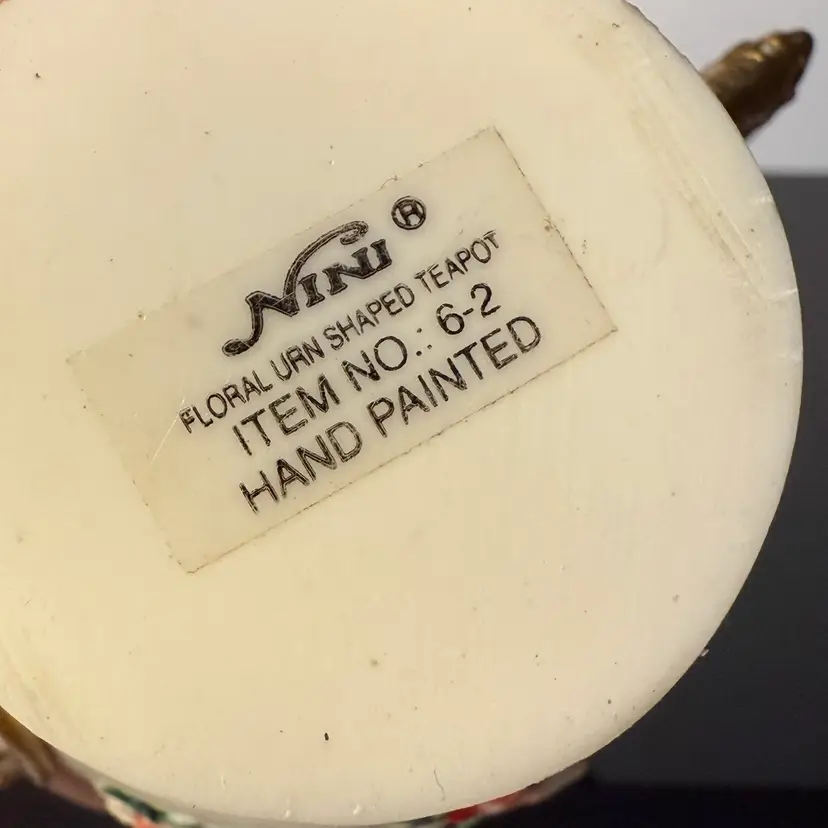 NINI ®
FLORAL URN SHAPED TEAPOT
ITEM NO.: 6-2
HAND PAINTED